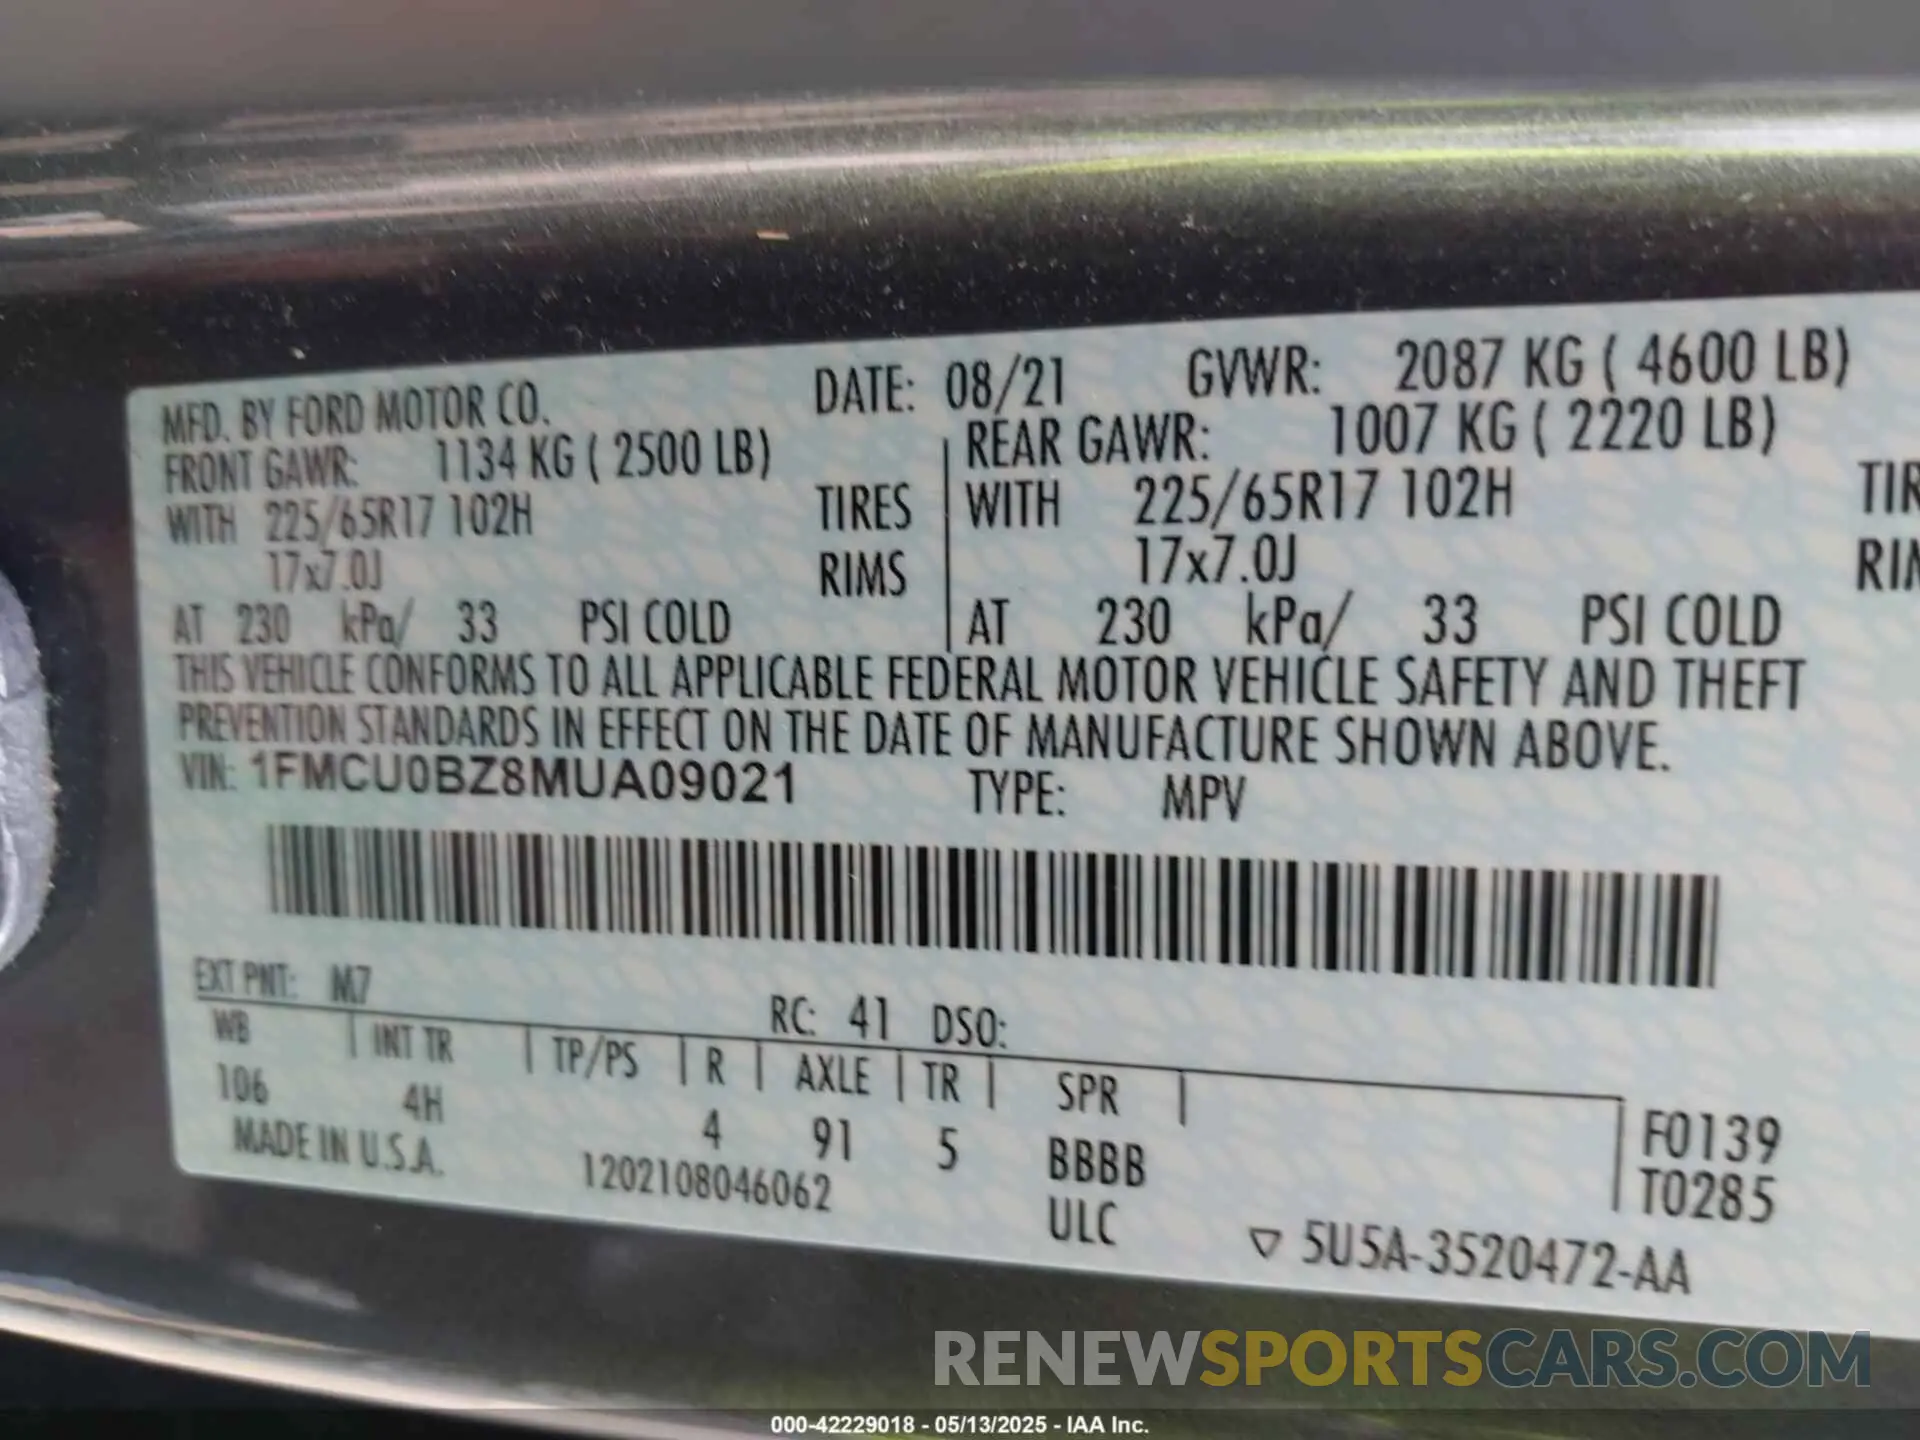 MFD. BY FORD MOTOR CO. DATE: 08/21 GVWR: 2087 KG ( 4600 LB)
FRONT GAWR: 1134 KG ( 2500 LB) REAR GAWR: 1007 KG ( 2220 LB)
WITH 225/65R17 102H TIRES WITH 225/65R17 102H TIR
17x7.0J RIMS 17x7.0J RIM
AT 230 kPa/ 33 PSI COLD AT 230 kPa/ 33 PSI COLD
THIS VEHICLE CONFORMS TO ALL APPLICABLE FEDERAL MOTOR VEHICLE SAFETY AND THEFT
PREVENTION STANDARDS IN EFFECT ON THE DATE OF MANUFACTURE SHOWN ABOVE.
VIN: 1FMCU0BZ8MUA09021 TYPE: MPV
EXT PNT: M7 RC: 41 DSO:
WB INT TR TP/PS R AXLE TR SPR
106 4H 4 91 5 BBBB F0139
MADE IN U.S.A. 1202108046062 ULC T0285
▽ 5U5A-3520472-AA
RENEWSPORTSCARS.COM
000-42229018 - 05/13/2025 - IAA Inc.